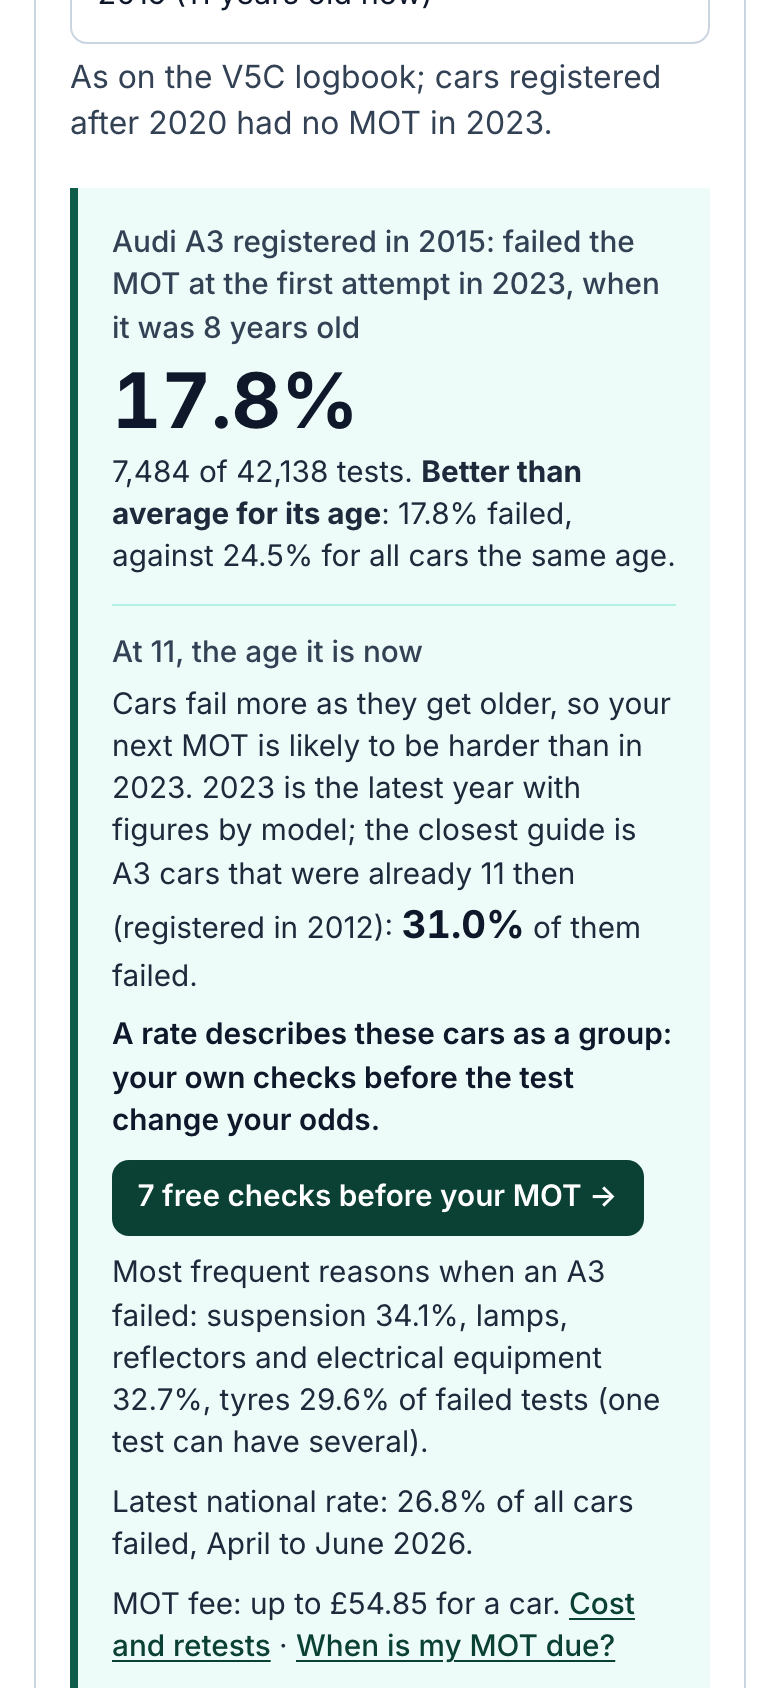 As on the V5C logbook; cars registered
after 2020 had no MOT in 2023.
Audi A3 registered in 2015: failed the
MOT at the first attempt in 2023, when
it was 8 years old
17.8%
7,484 of 42,138 tests. Better than
average for its age: 17.8% failed,
against 24.5% for all cars the same age.
At 11, the age it is now
Cars fail more as they get older, so your
next MOT is likely to be harder than in
2023. 2023 is the latest year with
figures by model; the closest guide is
A3 cars that were already 11 then
(registered in 2012): 31.0% of them
failed.
A rate describes these cars as a group:
your own checks before the test
change your odds.
7 free checks before your MOT →
Most frequent reasons when an A3
failed: suspension 34.1%, lamps,
reflectors and electrical equipment
32.7%, tyres 29.6% of failed tests (one
test can have several).
Latest national rate: 26.8% of all cars
failed, April to June 2026.
MOT fee: up to £54.85 for a car. Cost
and retests · When is my MOT due?